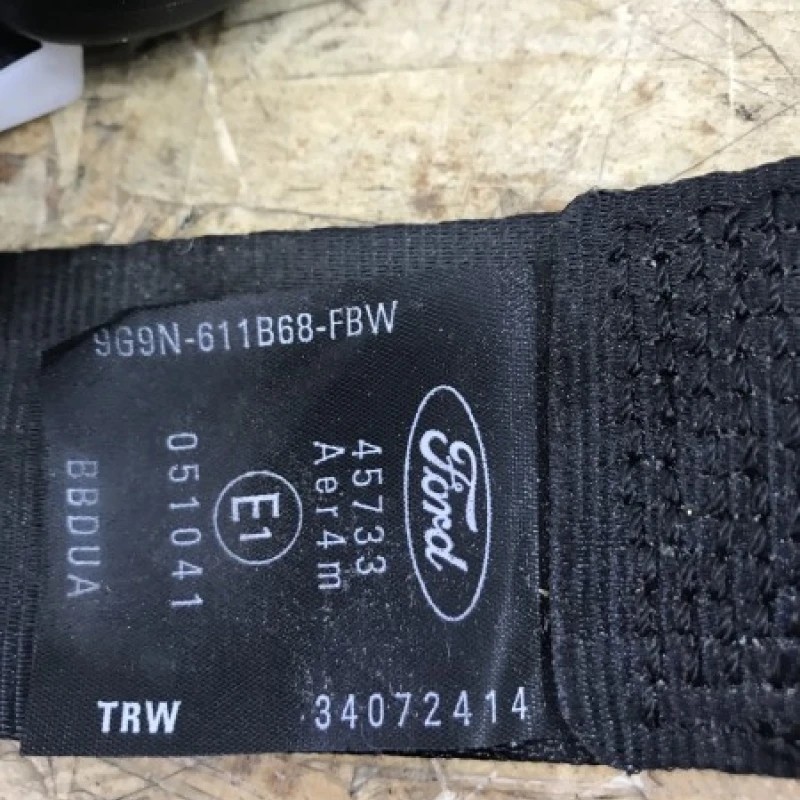 9G9N-611B68-FBW
Ford
45733
Aer4m
E1
051041
BBDUA
TRW
34072414